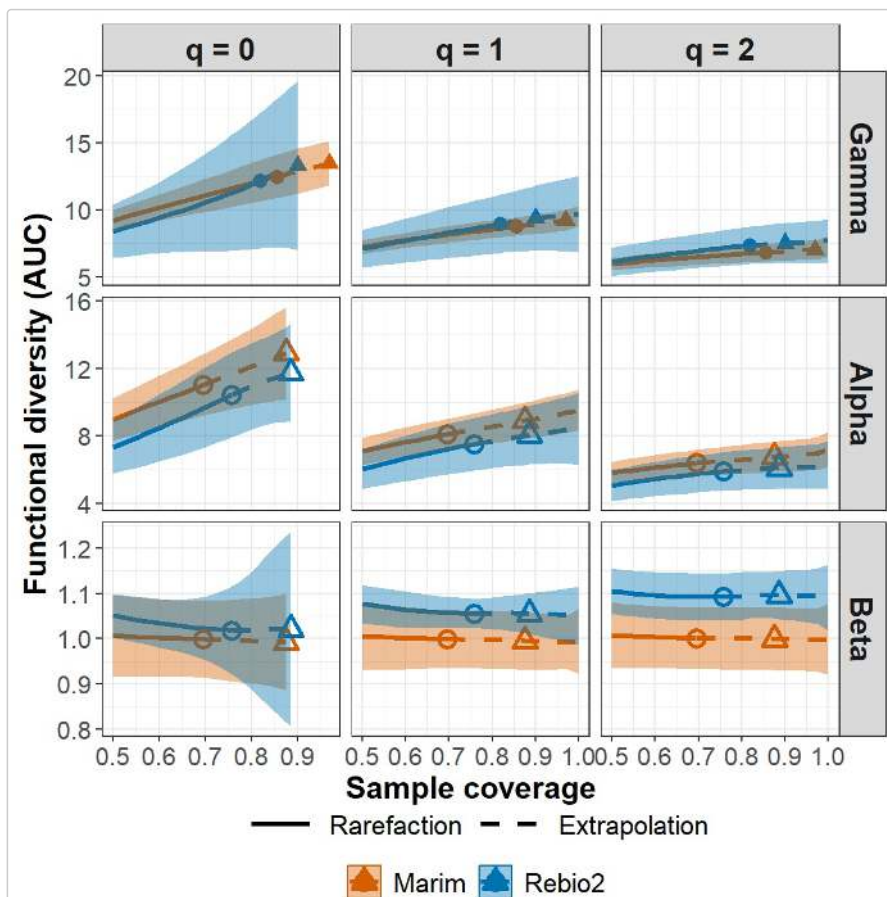 q = 0 q = 1 q = 2
Functional diversity (AUC)
20
15
10
5
Gamma
16
12
8
4
Alpha
1.2
1.1
1.0
0.9
0.8
Beta
0.5 0.6 0.7 0.8 0.9 0.5 0.6 0.7 0.8 0.9 1.0 0.5 0.6 0.7 0.8 0.9 1.0
Sample coverage
Rarefaction Extrapolation
Marim Rebio2